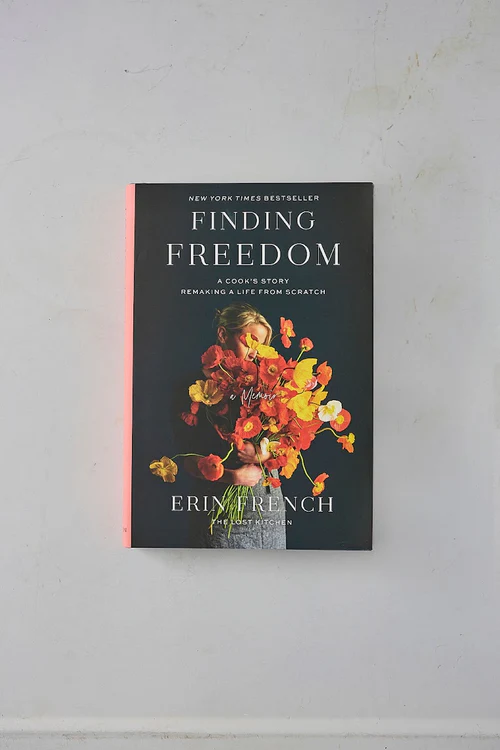 NEW YORK TIMES BESTSELLER
FINDING
FREEDOM
A COOK'S STORY
REMAKING A LIFE FROM SCRATCH
a Memoir
ERIN FRENCH
THE LOST KITCHEN